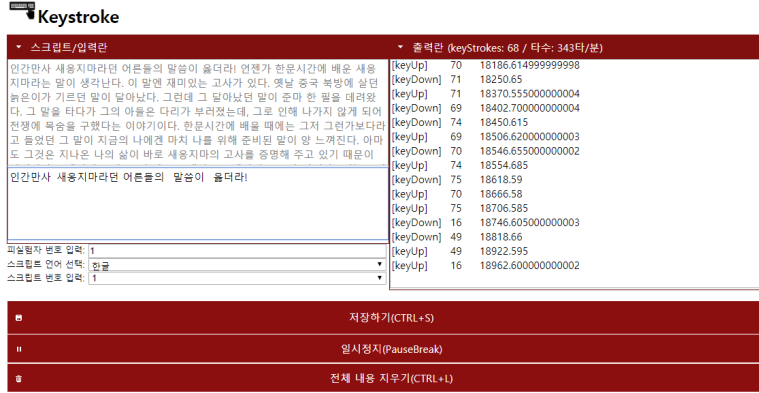 Keystroke
스크립트/입력란
인간만사 새옹지마라던 어른들의 말씀이 옳더라! 언젠가 한문시간에 배운 새옹
지마라는 말이 생각난다. 이 말엔 재미있는 고사가 있다. 옛날 중국 북방에 살던
늙은이가 기르던 말이 달아났다. 그런데 그 달아났던 말이 준마 한 필을 데려왔
다. 그 말을 타다가 그의 아들은 다리가 부러졌는데, 그로 인해 나가지 않게 되어
전쟁에 목숨을 구했다는 이야기이다. 한문시간에 배울 때에는 그저 그런가보다라
고 들었던 그 말이 지금의 나에겐 마치 나를 위해 준비된 말이 양 느껴진다. 아마
도 그것은 지나온 나의 삶이 바로 새옹지마의 고사를 증명해 주고 있기 때문이
인간만사 새옹지마라던 어른들의 말씀이 옳더라!
피실험자 번호 입력: 1
스크립트 언어 선택: 한글
스크립트 번호 입력: 1
출력란 (keyStrokes: 68 / 타수: 343타/분)
[keyUp] 70 18186.614999999998
[keyDown] 71 18250.65
[keyUp] 71 18370.555000000004
[keyDown] 69 18402.700000000004
[keyDown] 74 18450.615
[keyUp] 69 18506.620000000003
[keyDown] 70 18546.655000000002
[keyUp] 74 18554.685
[keyDown] 75 18618.59
[keyUp] 70 18666.58
[keyUp] 75 18706.585
[keyDown] 16 18746.605000000003
[keyDown] 49 18818.66
[keyUp] 49 18922.595
[keyUp] 16 18962.600000000002
저장하기(CTRL+S)
일시정지(PauseBreak)
전체 내용 지우기(CTRL+L)